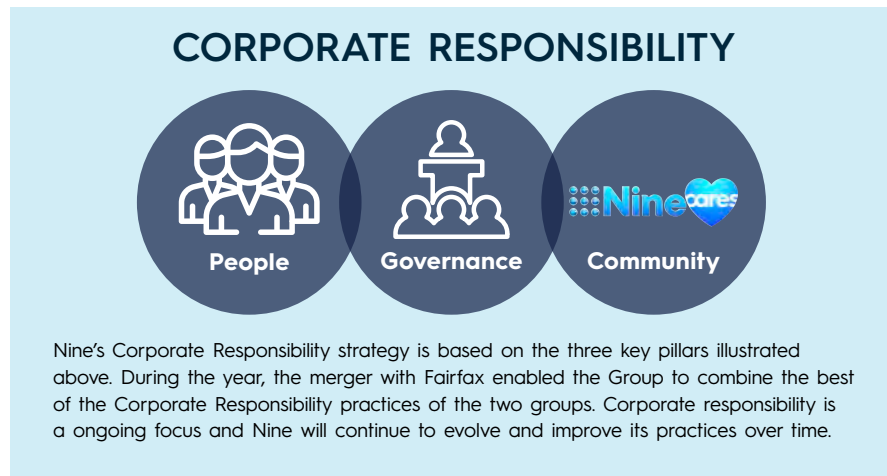 CORPORATE RESPONSIBILITY
Nine cares
People
Governance
Community
Nine's Corporate Responsibility strategy is based on the three key pillars illustrated
above. During the year, the merger with Fairfax enabled the Group to combine the best
of the Corporate Responsibility practices of the two groups. Corporate responsibility is
a ongoing focus and Nine will continue to evolve and improve its practices over time.